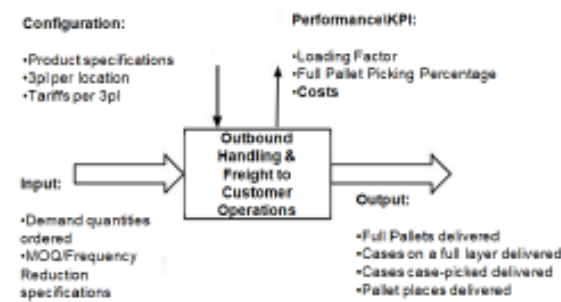 Configuration:
•Product specifications
•3pl per location
•Tariffs per 3pl
Performance\KPI:
•Loading Factor
•Full Pallet Picking Percentage
•Costs
Outbound
Handling &
Freight to
Customer
Operations
Input:
•Demand quantities
ordered
•MOQ/Frequency
Reduction
specifications
Output:
•Full Pallets delivered
•Cases on a full layer delivered
•Cases case-picked delivered
•Pallet places delivered